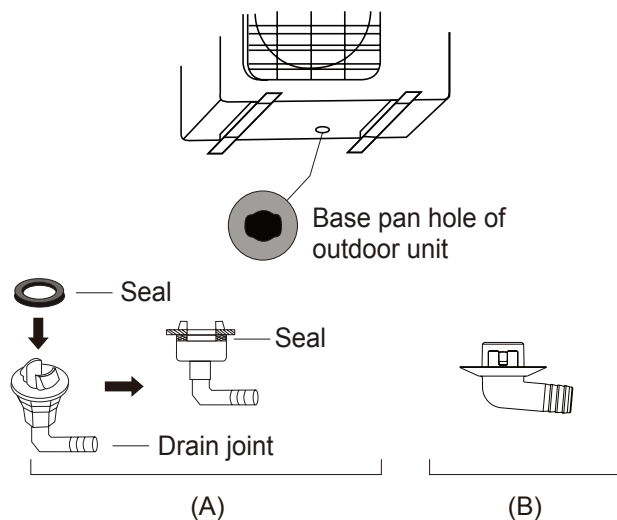 Base pan hole of
outdoor unit
Seal
Seal
Drain joint
(A)
(B)